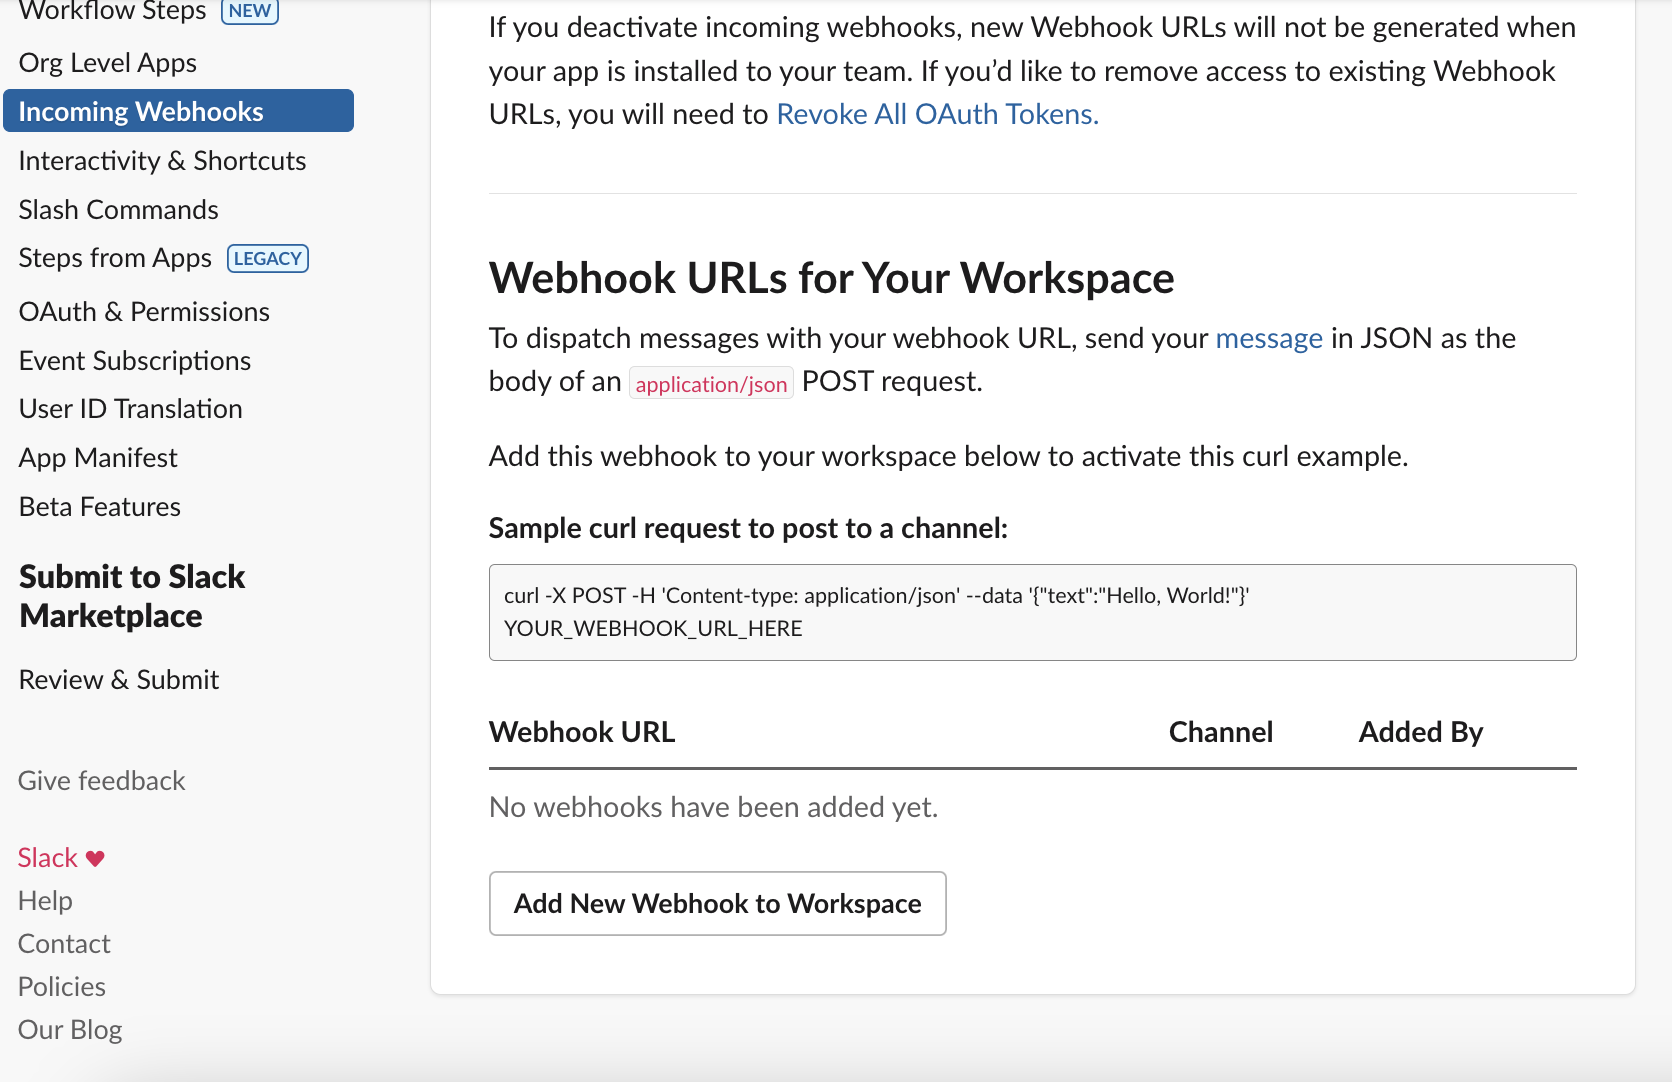 Workflow Steps NEW
Org Level Apps
Incoming Webhooks
Interactivity & Shortcuts
Slash Commands
Steps from Apps LEGACY
OAuth & Permissions
Event Subscriptions
User ID Translation
App Manifest
Beta Features
Submit to Slack
Marketplace
Review & Submit
Give feedback
Slack ♥
Help
Contact
Policies
Our Blog
If you deactivate incoming webhooks, new Webhook URLs will not be generated when
your app is installed to your team. If you’d like to remove access to existing Webhook
URLs, you will need to Revoke All OAuth Tokens.
Webhook URLs for Your Workspace
To dispatch messages with your webhook URL, send your message in JSON as the
body of an application/json POST request.
Add this webhook to your workspace below to activate this curl example.
Sample curl request to post to a channel:
curl -X POST -H 'Content-type: application/json' --data '{"text":"Hello, World!"}'
YOUR_WEBHOOK_URL_HERE
Webhook URL Channel Added By
No webhooks have been added yet.
Add New Webhook to Workspace